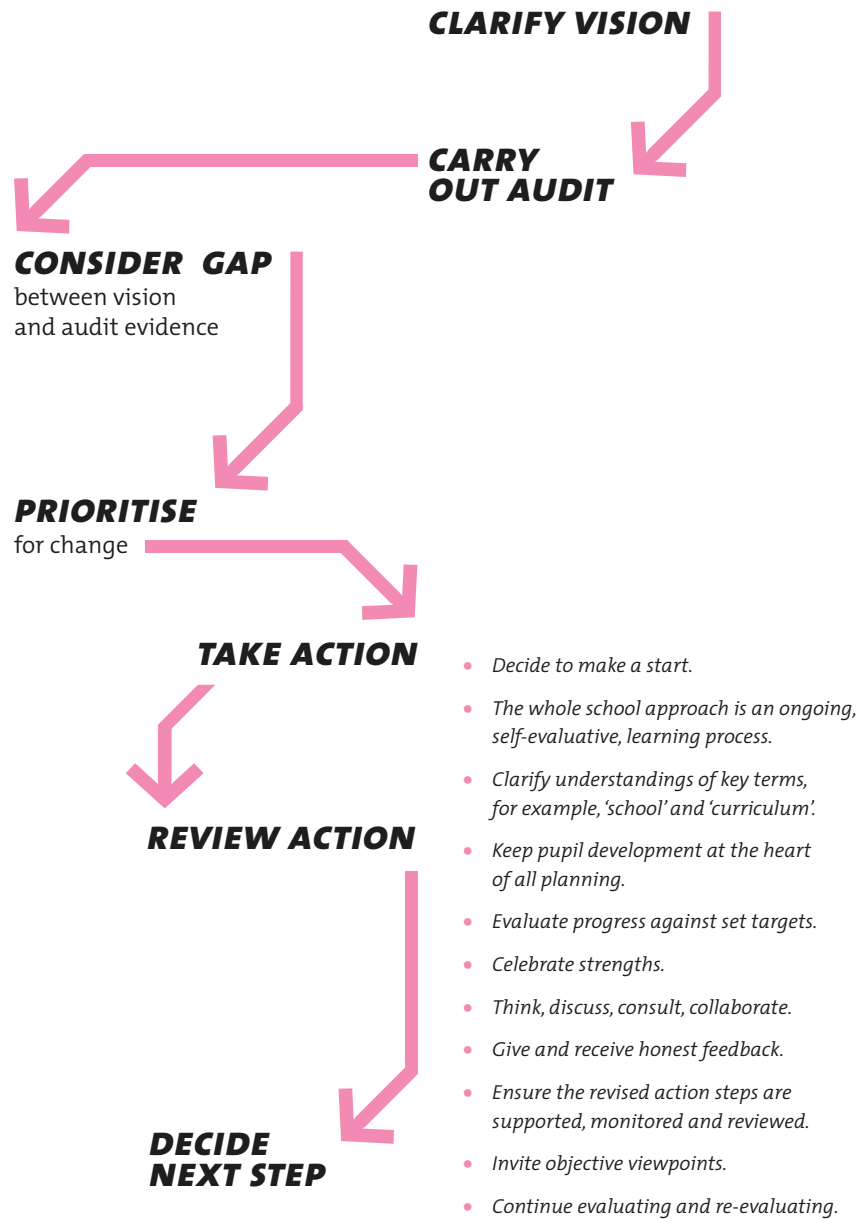 CLARIFY VISION
CARRY
OUT AUDIT
CONSIDER GAP
between vision
and audit evidence
PRIORITISE
for change
TAKE ACTION
REVIEW ACTION
DECIDE
NEXT STEP
• Decide to make a start.
• The whole school approach is an ongoing,
self-evaluative, learning process.
• Clarify understandings of key terms,
for example, ‘school’ and ‘curriculum’.
• Keep pupil development at the heart
of all planning.
• Evaluate progress against set targets.
• Celebrate strengths.
• Think, discuss, consult, collaborate.
• Give and receive honest feedback.
• Ensure the revised action steps are
supported, monitored and reviewed.
• Invite objective viewpoints.
• Continue evaluating and re-evaluating.